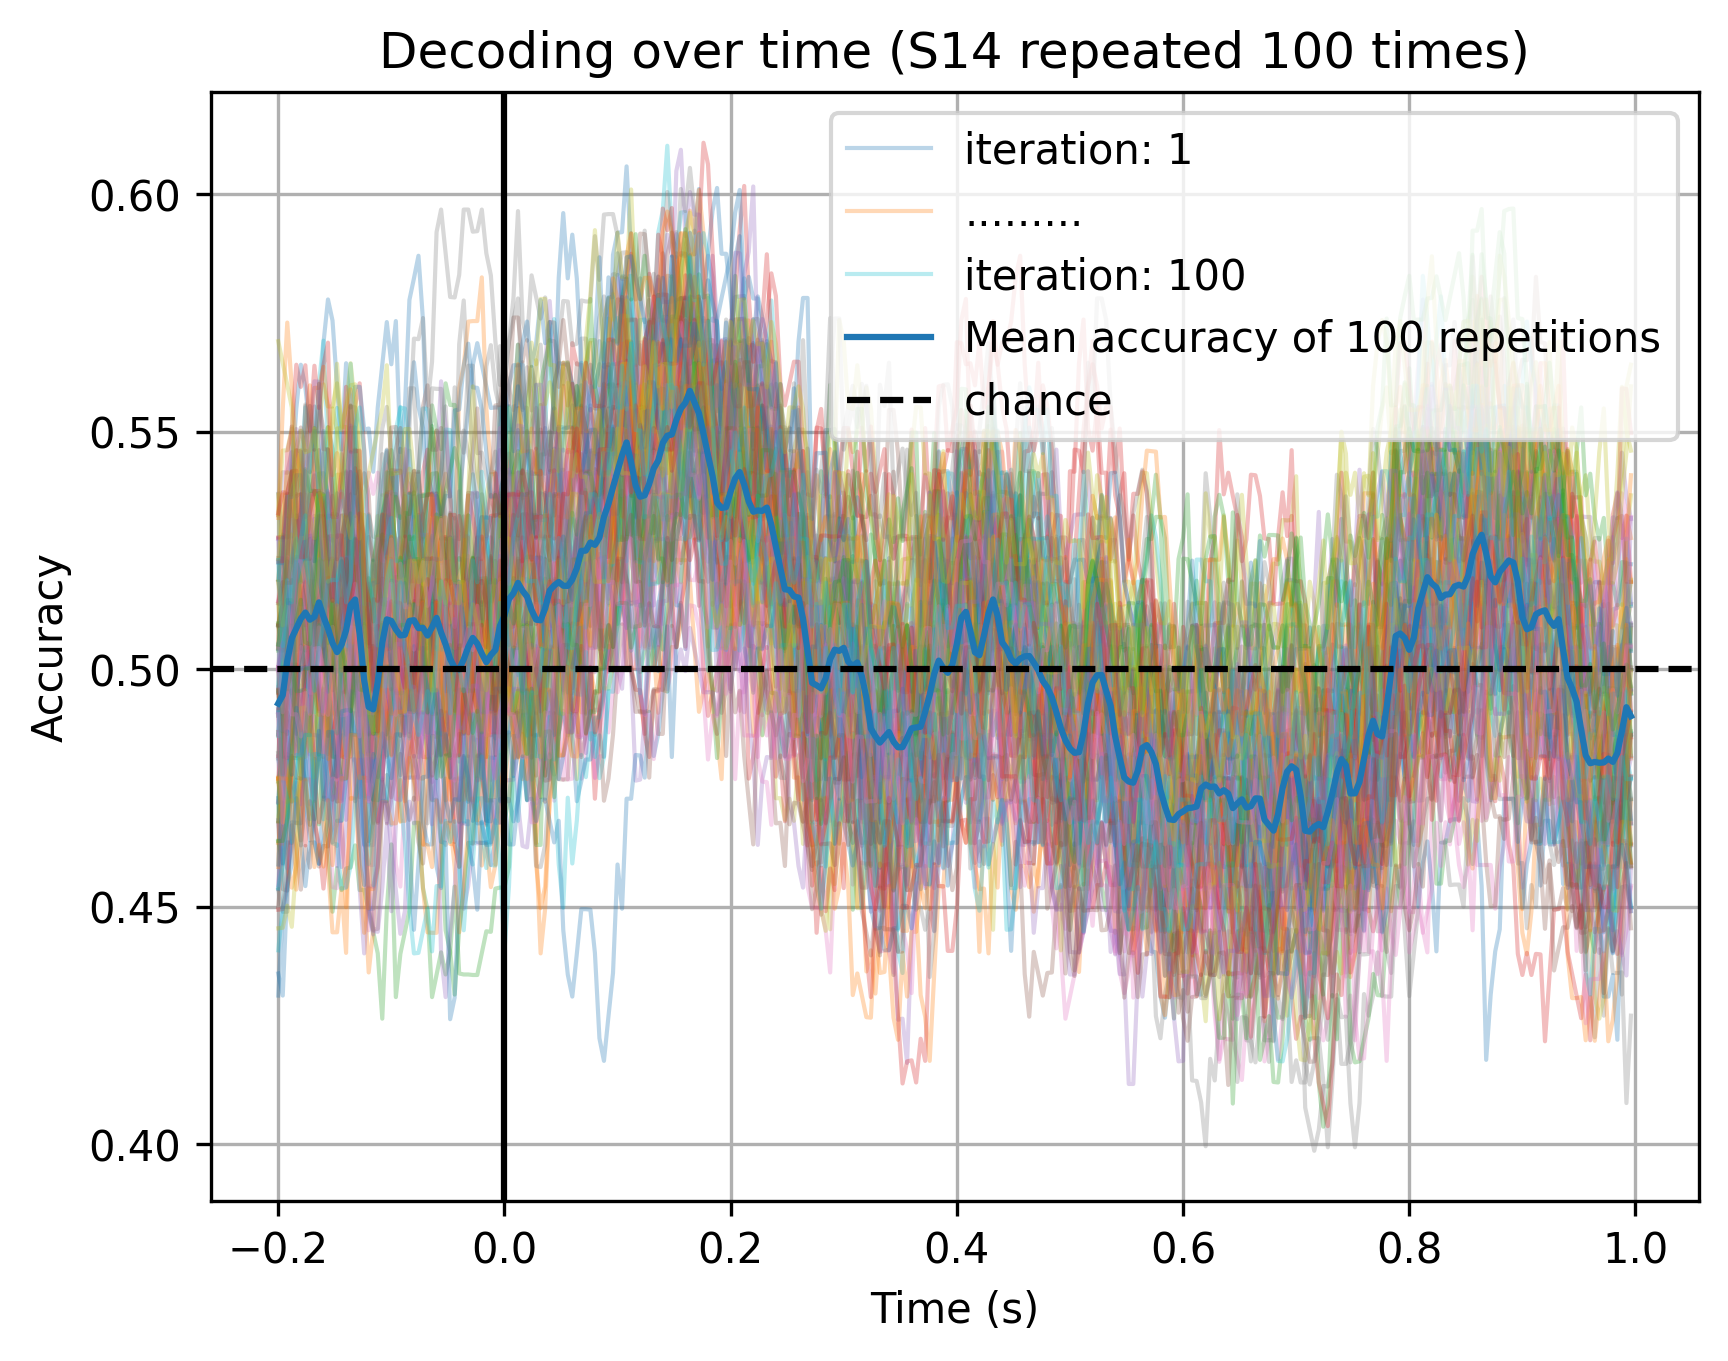 Decoding over time (S14 repeated 100 times)
iteration: 1
.........
iteration: 100
Mean accuracy of 100 repetitions
chance
Accuracy
0.60
0.55
0.50
0.45
0.40
−0.2
0.0
0.2
0.4
0.6
0.8
1.0
Time (s)